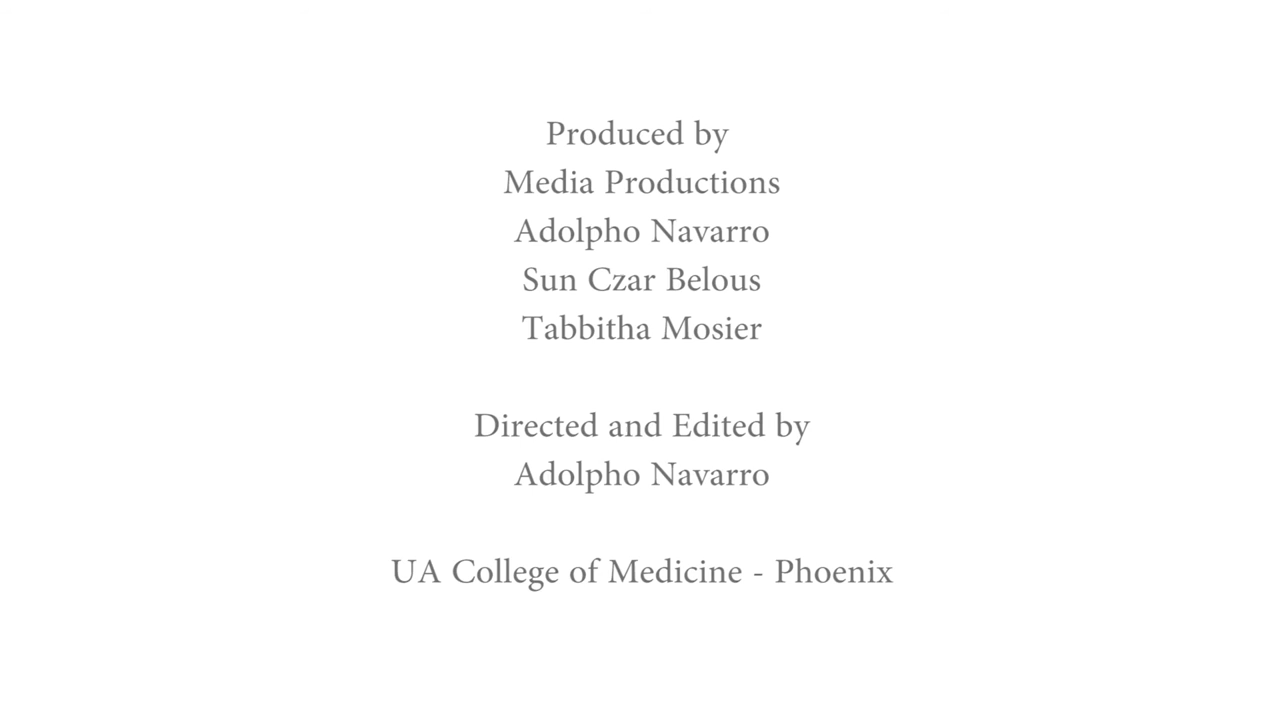 Produced by
Media Productions
Adolpho Navarro
Sun Czar Belous
Tabbitha Mosier
Directed and Edited by
Adolpho Navarro
UA College of Medicine - Phoenix